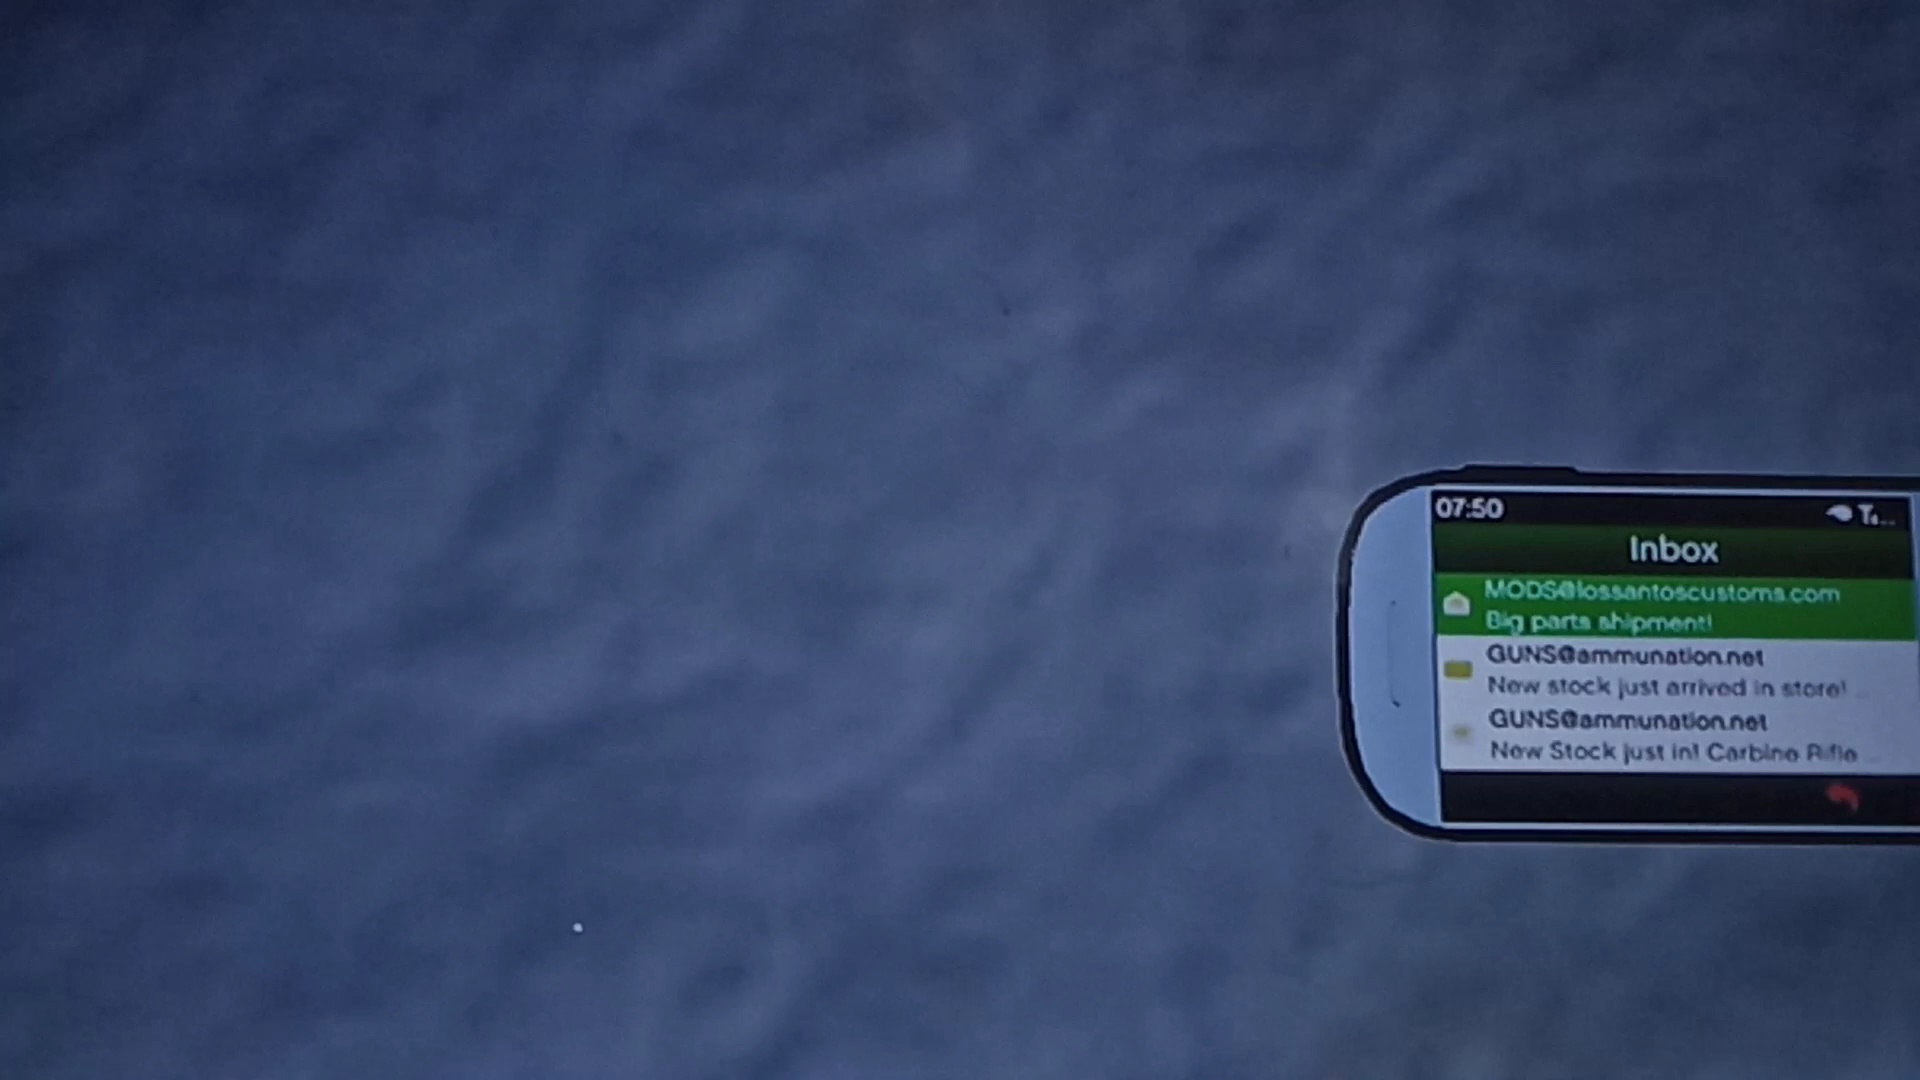 07:50
Inbox
MODS@lossantoscustoms.com
Big parts shipment!
GUNS@ammunation.net
New stock just arrived in store! ...
GUNS@ammunation.net
New Stock just in! Carbine Rifle ...